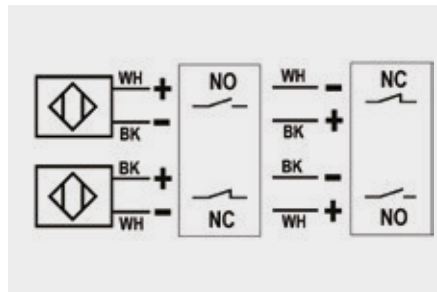 WH + NO WH - NC
BK - BK +
BK + BK -
WH - NC WH + NO